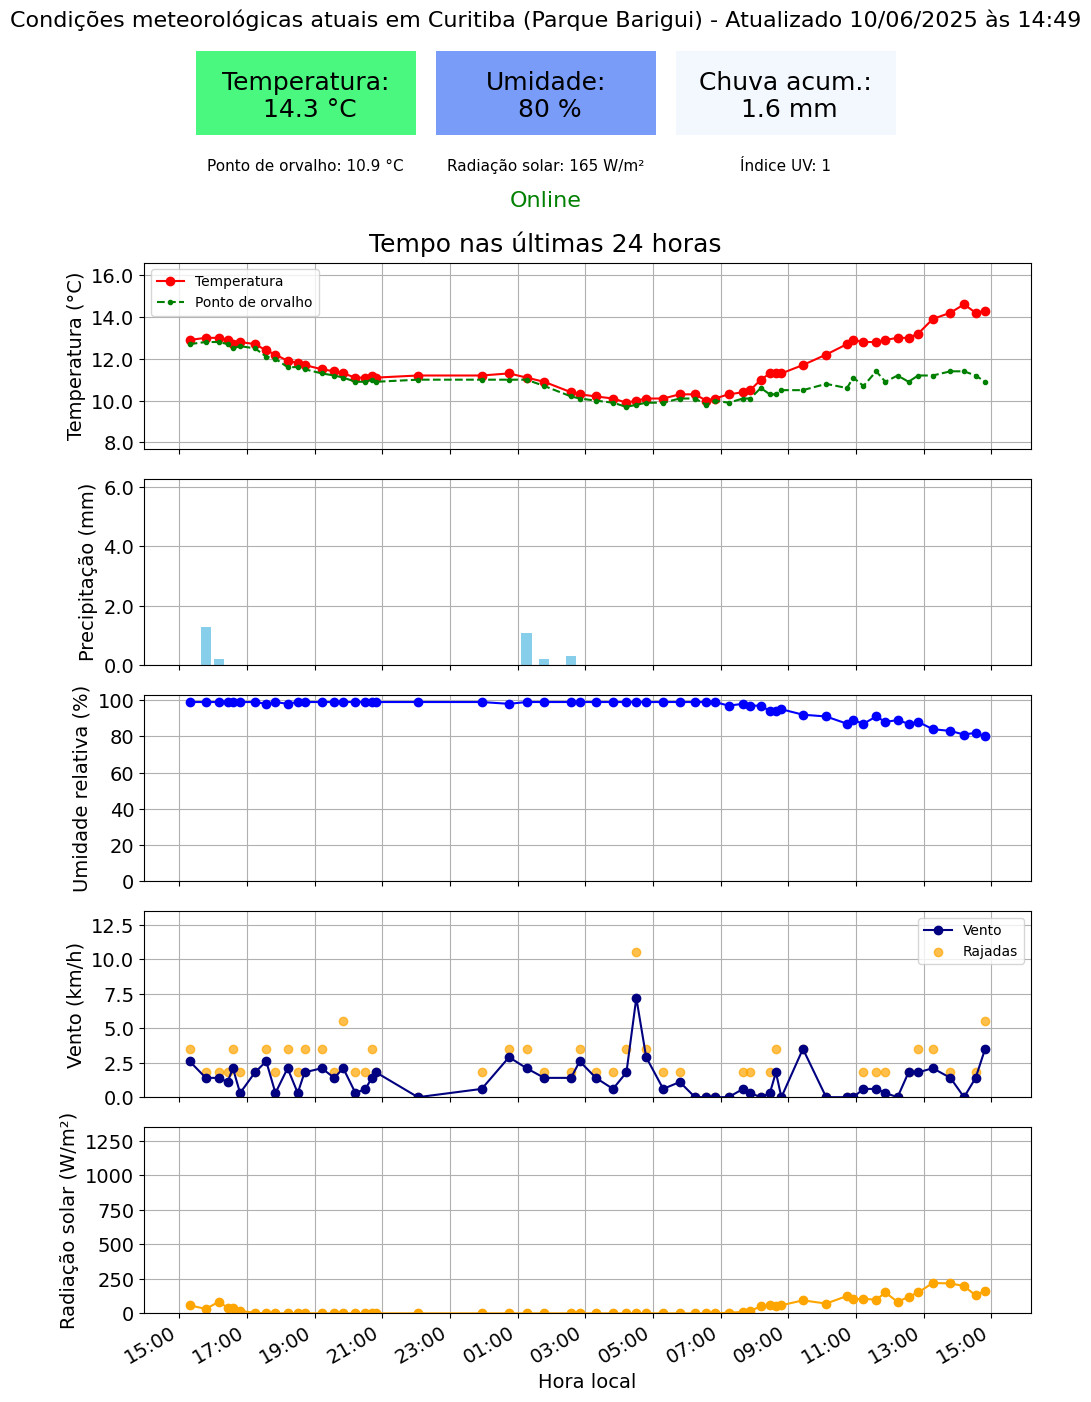 Condições meteorológicas atuais em Curitiba (Parque Barigui) - Atualizado 10/06/2025 às 14:49
Temperatura:
14.3 °C
Umidade:
80 %
Chuva acum.:
1.6 mm
Ponto de orvalho: 10.9 °C
Radiação solar: 165 W/m²
Índice UV: 1
Online
Tempo nas últimas 24 horas
Temperatura (°C)
16.0
14.0
12.0
10.0
8.0
Temperatura
Ponto de orvalho
Precipitação (mm)
6.0
4.0
2.0
0.0
Umidade relativa (%)
100
80
60
40
20
0
Vento (km/h)
12.5
10.0
7.5
5.0
2.5
0.0
Vento
Rajadas
Radiação solar (W/m²)
1250
1000
750
500
250
0
15:00
17:00
19:00
21:00
23:00
01:00
03:00
05:00
07:00
09:00
11:00
13:00
15:00
Hora local